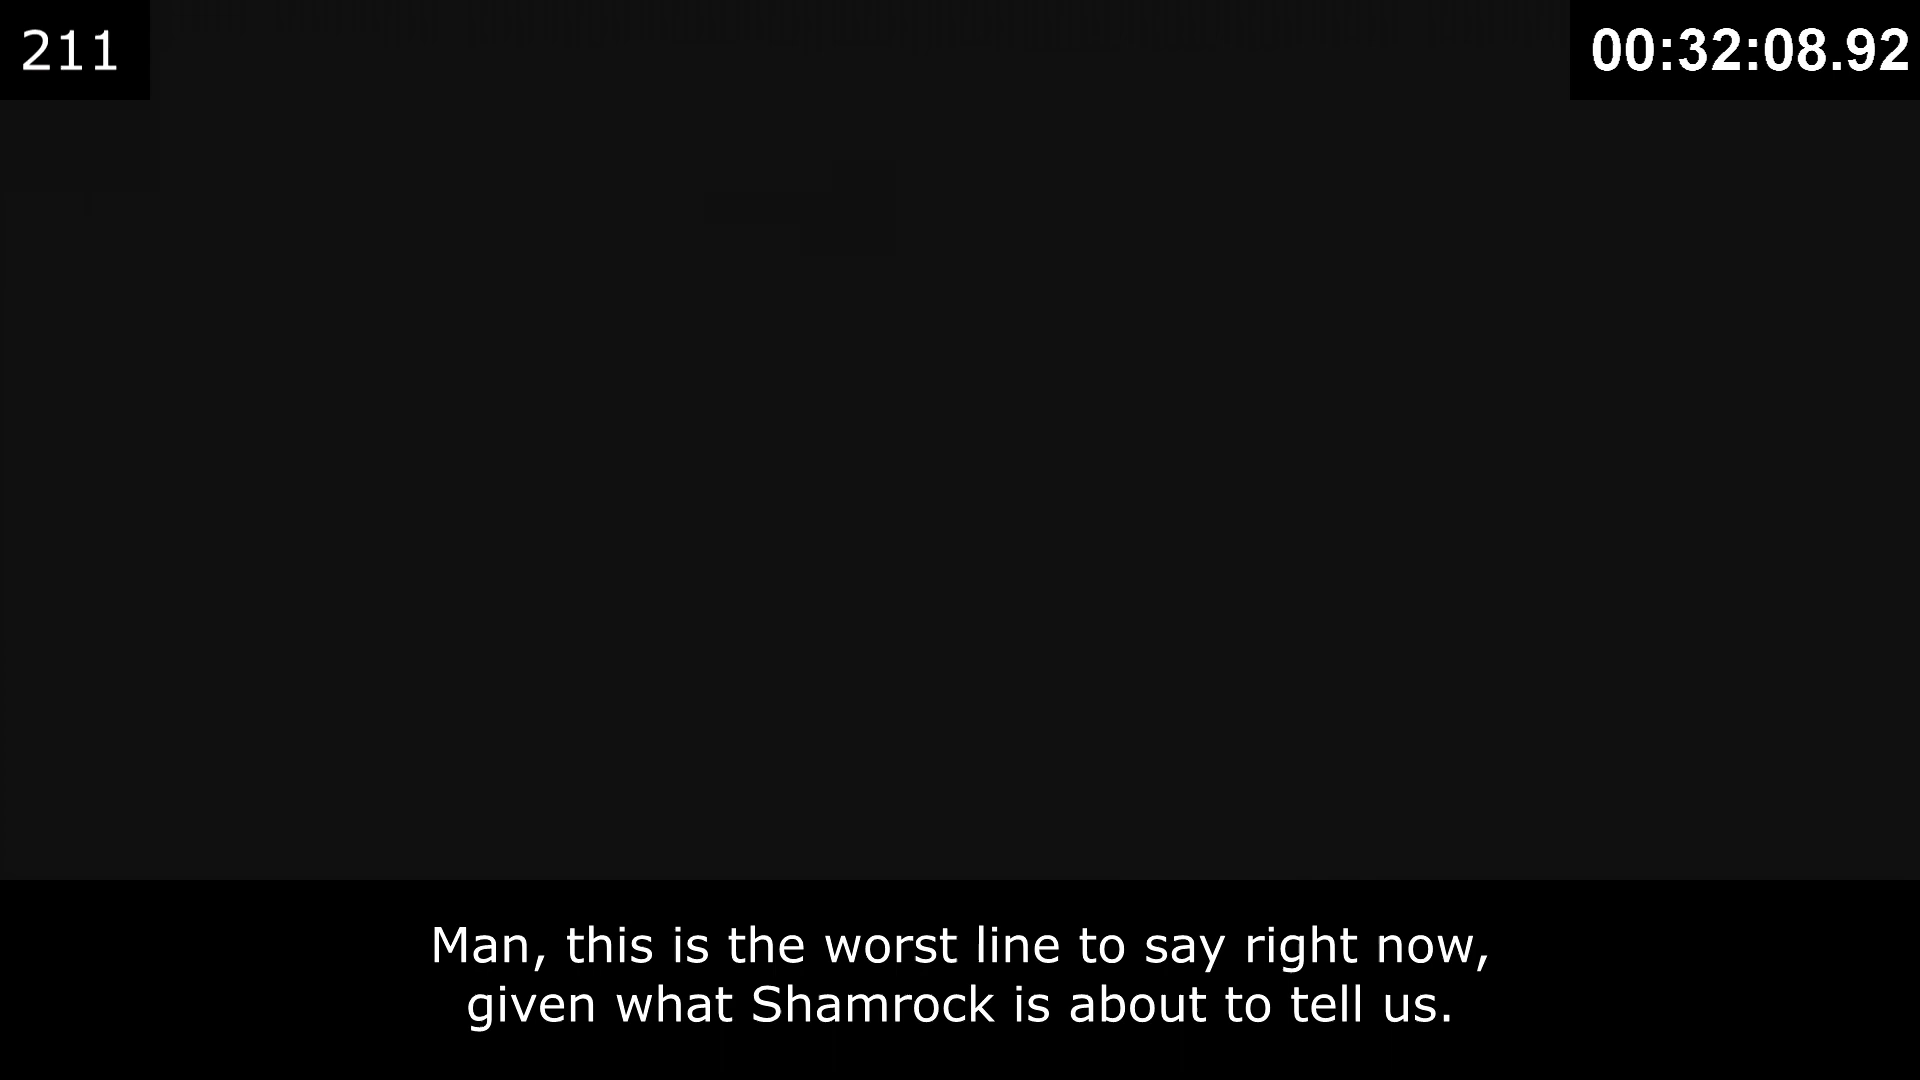 211
00:32:08.92
Man, this is the worst line to say right now,
given what Shamrock is about to tell us.